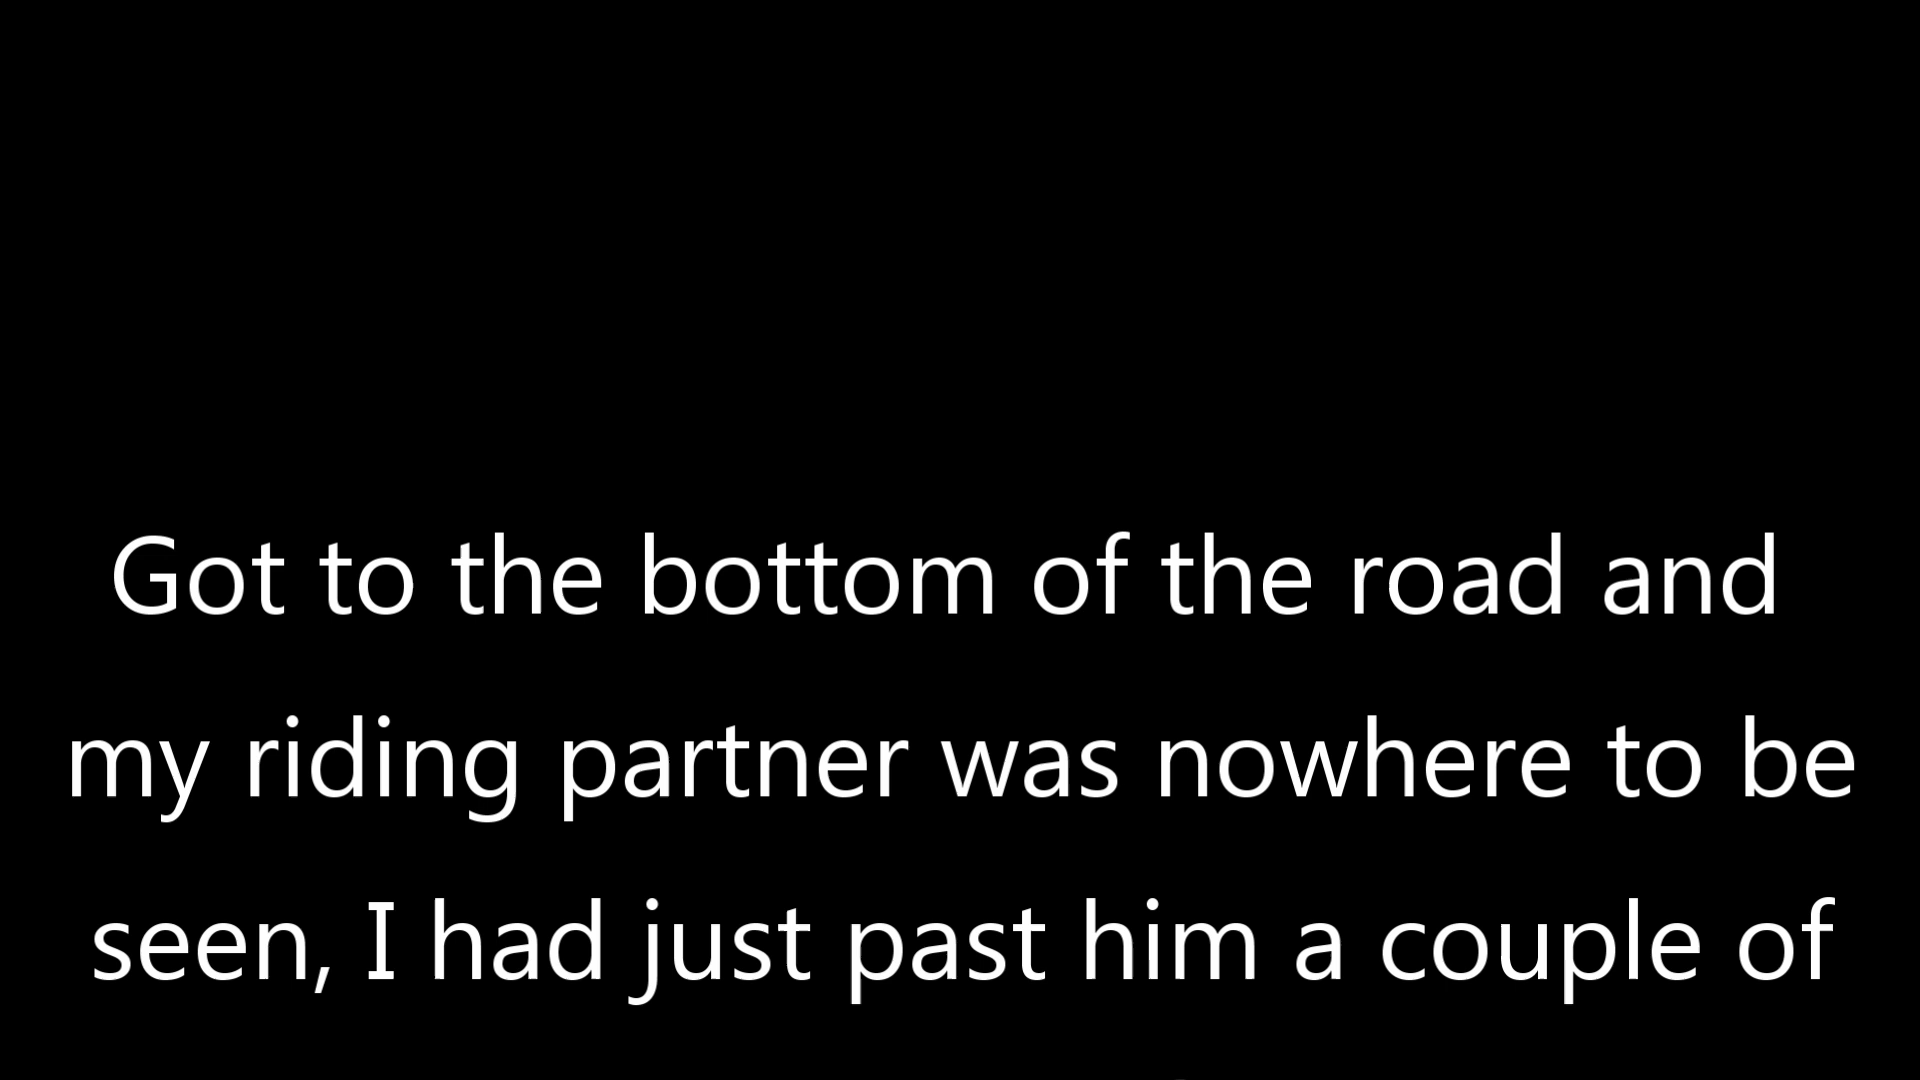 Got to the bottom of the road and
my riding partner was nowhere to be
seen, I had just past him a couple of